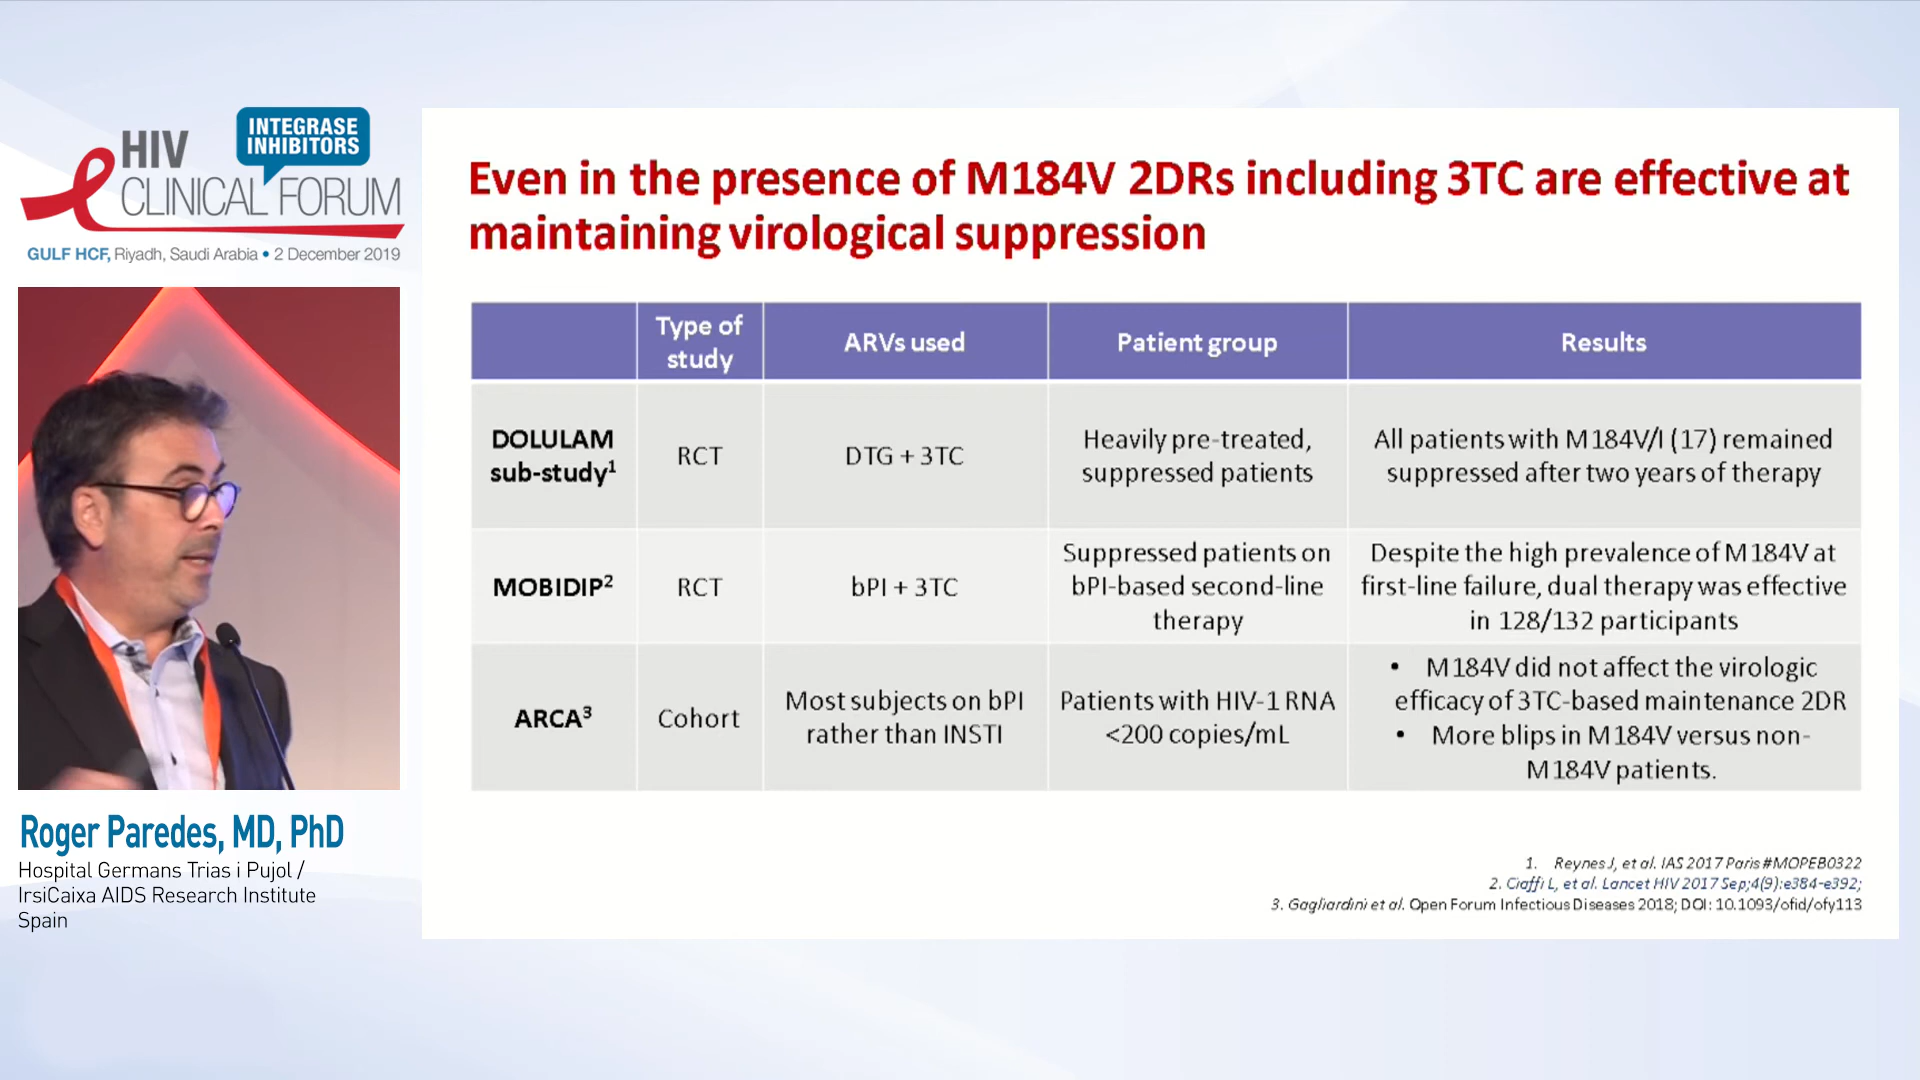 INTEGRASE
INHIBITORS
HIV
CLINICAL FORUM
GULF HCF, Riyadh, Saudi Arabia • 2 December 2019
Roger Paredes, MD, PhD
Hospital Germans Trias i Pujol /
IrsiCaixa AIDS Research Institute
Spain
Even in the presence of M184V 2DRs including 3TC are effective at
maintaining virological suppression
Type of
study
ARVs used
Patient group
Results
DOLULAM
sub-study1
RCT
DTG + 3TC
Heavily pre-treated,
suppressed patients
All patients with M184V/I (17) remained
suppressed after two years of therapy
MOBIDIP2
RCT
bPI + 3TC
Suppressed patients on
bPI-based second-line
therapy
Despite the high prevalence of M184V at
first-line failure, dual therapy was effective
in 128/132 participants
ARCA3
Cohort
Most subjects on bPI
rather than INSTI
Patients with HIV-1 RNA
<200 copies/mL
• M184V did not affect the virologic
efficacy of 3TC-based maintenance 2DR
• More blips in M184V versus non-
M184V patients.
1. Reynes J, et al. IAS 2017 Paris #MOPEB0322
2. Ciaffi L, et al. Lancet HIV 2017 Sep;4(9):e384-e392;
3. Gagliardini et al. Open Forum Infectious Diseases 2018; DOI: 10.1093/ofid/ofy113